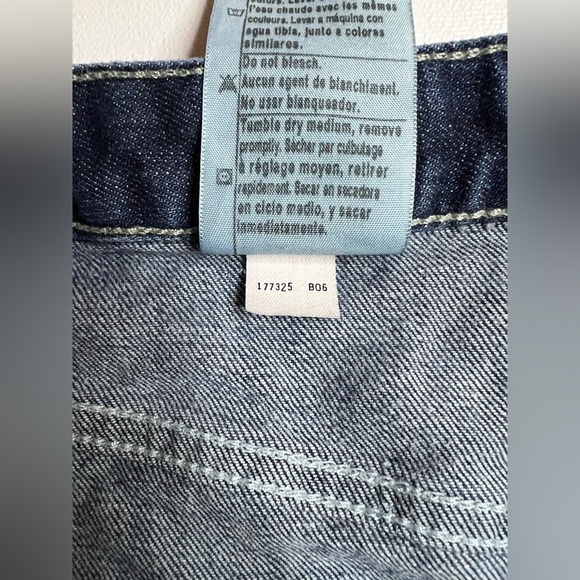 l'eau chaude avec les mêmes
couleurs. Lavar a máquina con
agua tibia, junto a colores
similares.
Do not bleach.
Aucun agent de blanchiment.
No usar blanqueador.
Tumble dry medium, remove
promptly. Sécher par culbutage
à réglage moyen, retirer
rapidement. Secar en secadora
en ciclo medio, y sacar
inmediatamente.
177325 B06